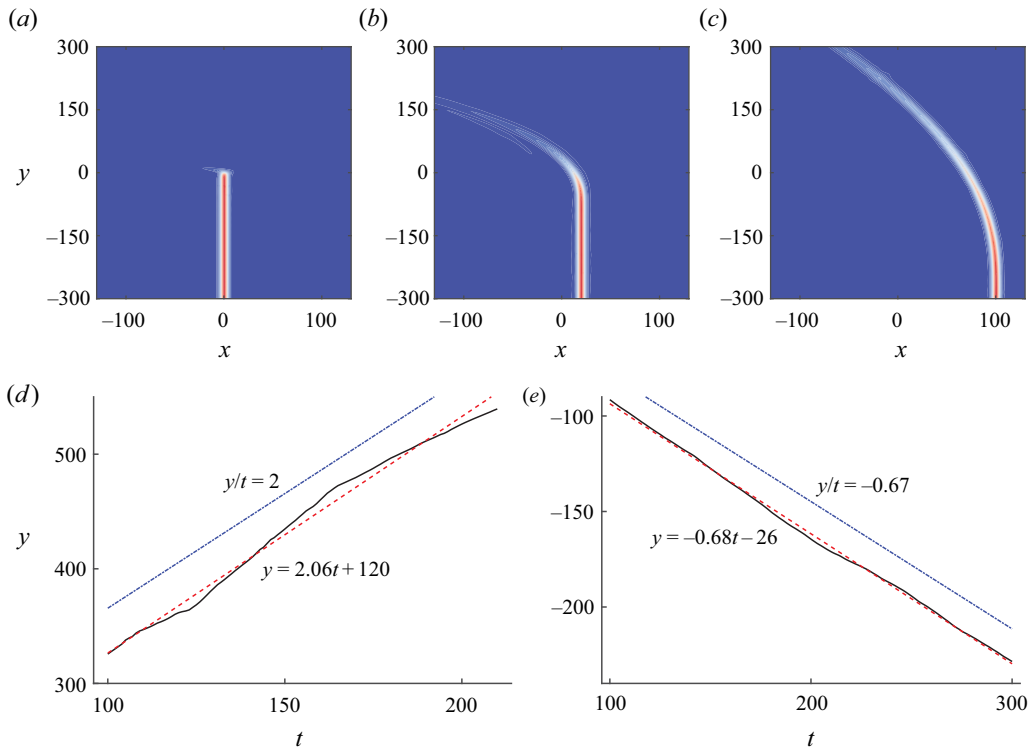 (a) (b) (c)
300 300 300
150 150 150
y 0 0 0
–150 –150 –150
–300 –300 –300
–100 0 100 –100 0 100 –100 0 100
x x x
(d) (e)
–100
500
y/t = 2 y/t = –0.67
y –150
400 y = 2.06t + 120 y = –0.68t – 26
–200
300
100 150 200 100 200 300
t t